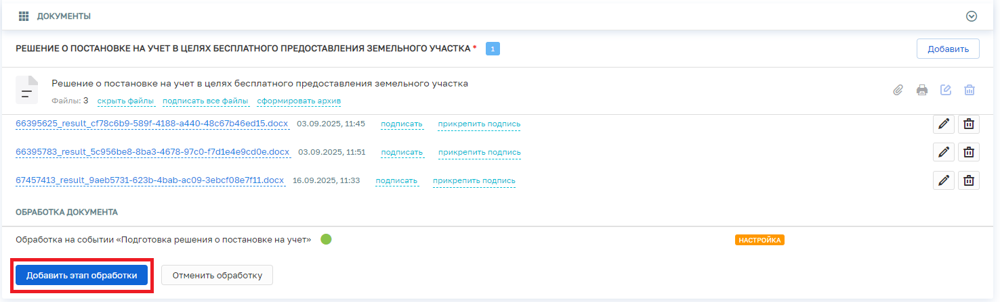 ДОКУМЕНТЫ
РЕШЕНИЕ О ПОСТАНОВКЕ НА УЧЕТ В ЦЕЛЯХ БЕСПЛАТНОГО ПРЕДОСТАВЛЕНИЯ ЗЕМЕЛЬНОГО УЧАСТКА * 1 Добавить
Решение о постановке на учет в целях бесплатного предоставления земельного участка
Файлы: 3 скрыть файлы подписать все файлы сформировать архив
66395625_result_cf78c6b9-589f-4188-a440-48c67b46ed15.docx 03.09.2025, 11:45 подписать прикрепить подпись
66395783_result_5c956be8-8ba3-4678-97c0-f7d1e4e9cd0e.docx 03.09.2025, 11:51 подписать прикрепить подпись
67457413_result_9aeb5731-623b-4bab-ac09-3ebcf08e7f11.docx 16.09.2025, 11:33 подписать прикрепить подпись
ОБРАБОТКА ДОКУМЕНТА
Обработка на событии «Подготовка решения о постановке на учет» НАСТРОЙКА
Добавить этап обработки Отменить обработку